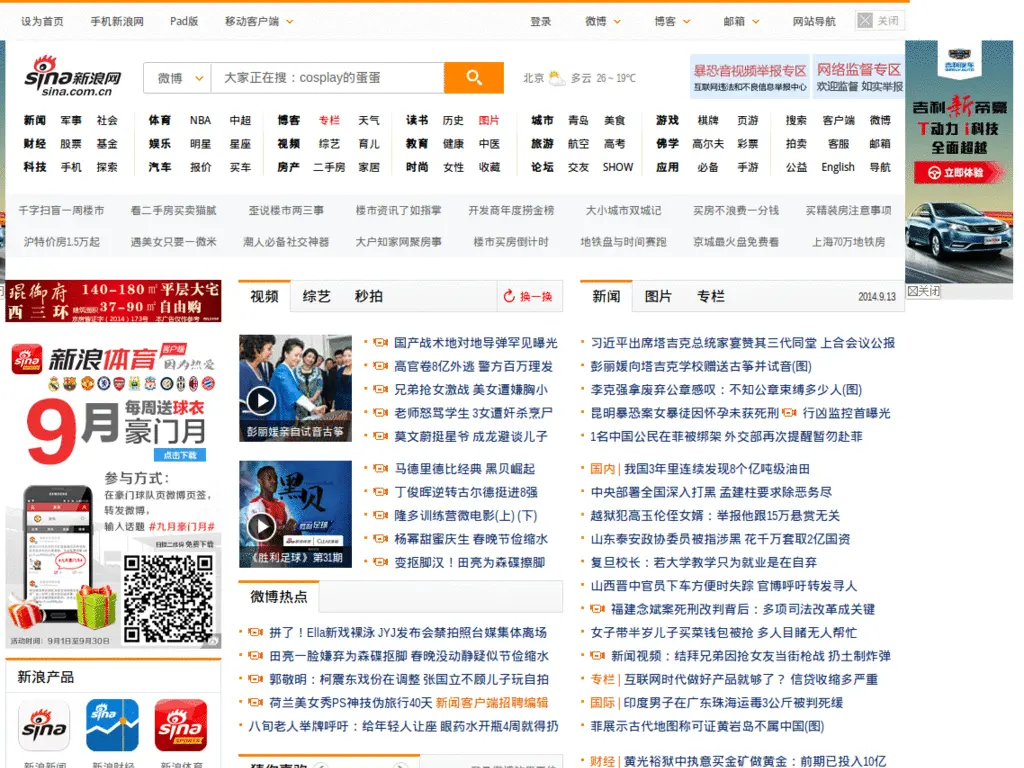 设为首页 手机新浪网 Pad版 移动客户端 登录 微博 博客 邮箱 网站导航 关闭
sina新浪网
sina.com.cn
微博 大家正在搜：cosplay的蛋蛋
北京 多云 26～19℃
暴恐音视频举报专区
互联网违法和不良信息举报中心
网络监督专区
欢迎监督 如实举报
新闻 军事 社会 体育 NBA 中超 博客 专栏 天气 读书 历史 图片 城市 青岛 美食 游戏 棋牌 页游 搜索 客户端 微博
财经 股票 基金 娱乐 明星 星座 视频 综艺 育儿 教育 健康 中医 旅游 航空 高考 佛学 高尔夫 彩票 拍卖 客服 邮箱
科技 手机 探索 汽车 报价 买车 房产 二手房 家居 时尚 女性 收藏 论坛 交友 SHOW 应用 必备 手游 公益 English 导航
千字扫盲一周楼市 看二手房买卖猫腻 歪说楼市两三事 楼市资讯了如指掌 开发商年度捞金榜 大小城市双城记 买房不浪费一分钱 买精装房注意事项
沪特价房1.5万起 遇美女只要一微米 潮人必备社交神器 大户知家网聚房事 楼市买房倒计时 地铁盘与时间赛跑 京城最火盘免费看 上海70万地铁房
吉利新帝豪
T动力 i科技
全面超越
立即体验
关闭
琨御府
西三环
140-180㎡平层大宅
37-90㎡自由购
新浪体育 客户端
因为热爱
9月
每周送球衣
豪门月
点击下载
参与方式：
在豪门球队页微博页签，
转发微博，
输入话题 #九月豪门月#
扫描二维码 免费下载
活动时间：9月1日至9月30日
新浪产品
新浪新闻 新浪财经 新浪体育
视频 综艺 秒拍 换一换
彭丽媛亲自试音古筝
国产战术地对地导弹罕见曝光
高官卷8亿外逃 警方百万理发
兄弟抢女激战 美女遭嫌胸小
老师怒骂学生 3女遭奸杀烹尸
莫文蔚挺星爷 成龙避谈儿子
黑贝
《胜利足球》第31期
马德里德比经典 黑贝崛起
丁俊晖逆转古尔德挺进8强
隆多训练营微电影(上) (下)
杨幂甜蜜庆生 春晚节俭缩水
变抠脚汉！田亮为森碟擦脚
微博热点
拼了！Ella新戏裸泳 JYJ发布会禁拍照台媒集体离场
田亮一脸嫌弃为森碟抠脚 春晚没动静疑似节俭缩水
郭敬明：柯震东戏份在调整 张国立不顾儿子玩自拍
荷兰美女秀PS神技伪旅行40天 新闻客户端招聘编辑
八旬老人举牌呼吁：给年轻人让座 眼药水开瓶4周就得扔
猜你喜欢
新闻 图片 专栏 2014.9.13
习近平出席塔吉克总统家宴赞其三代同堂 上合会议公报
彭丽媛向塔吉克学校赠送古筝并试音(图)
李克强拿废弃公章感叹：不知公章束缚多少人(图)
昆明暴恐案女暴徒因怀孕未获死刑 行凶监控首曝光
1名中国公民在菲被绑架 外交部再次提醒暂勿赴菲
国内 | 我国3年里连续发现8个亿吨级油田
中央部署全国深入打黑 孟建柱要求除恶务尽
越狱犯高玉伦侄女婿：举报他跟15万悬赏无关
山东泰安政协委员被指涉黑 花千万套取2亿国资
复旦校长：若大学教学只为就业是在自弃
山西晋中官员下车方便时失踪 官博呼吁转发寻人
福建念斌案死刑改判背后：多项司法改革成关键
女子带半岁儿子买菜钱包被抢 多人目睹无人帮忙
新闻视频：结拜兄弟因抢女友当街枪战 扔土制炸弹
专栏 | 互联网时代做好产品就够了？ 信贷收缩多严重
国际 | 印度男子在广东珠海运毒3公斤被判死缓
菲展示古代地图称可证黄岩岛不属中国(图)
财经 | 黄光裕狱中执意买金矿做黄金：前期已投入10亿